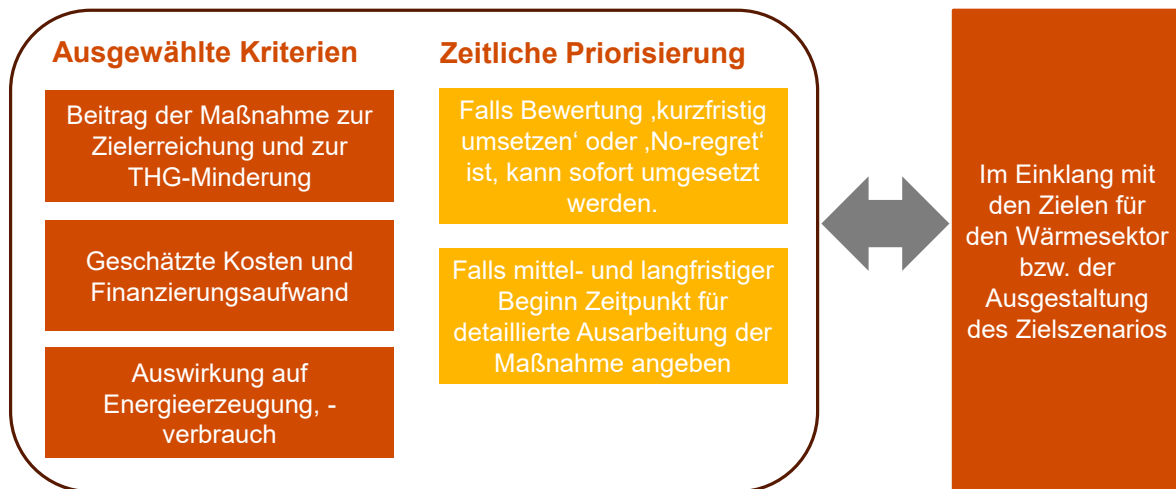 Ausgewählte Kriterien
Beitrag der Maßnahme zur
Zielerreichung und zur
THG-Minderung
Geschätzte Kosten und
Finanzierungsaufwand
Auswirkung auf
Energieerzeugung, -
verbrauch
Zeitliche Priorisierung
Falls Bewertung ‚kurzfristig
umsetzen‘ oder ‚No-regret‘
ist, kann sofort umgesetzt
werden.
Falls mittel- und langfristiger
Beginn Zeitpunkt für
detaillierte Ausarbeitung der
Maßnahme angeben
Im Einklang mit
den Zielen für
den Wärmesektor
bzw. der
Ausgestaltung
des Zielszenarios